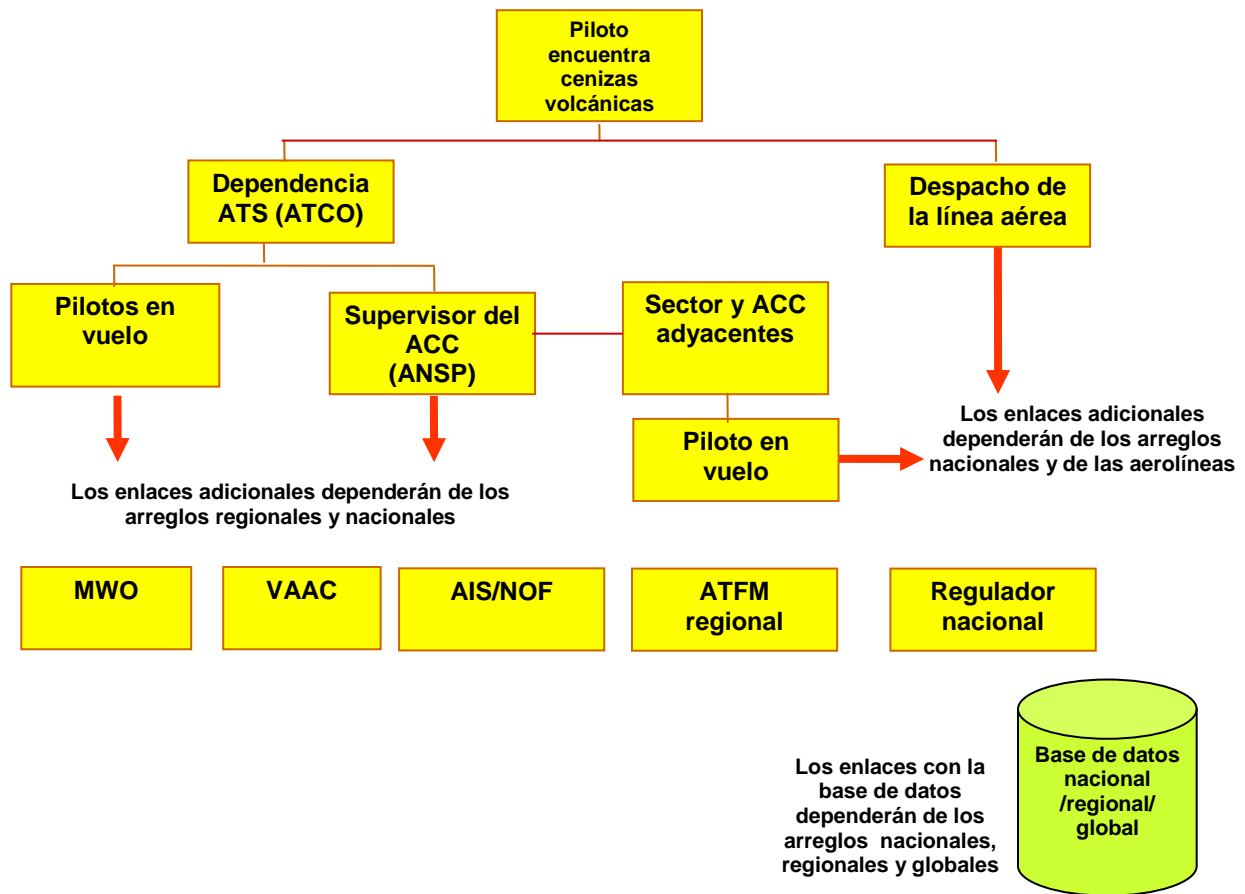 Piloto
encuentra
cenizas
volcánicas
Dependencia
ATS (ATCO)
Despacho de
la línea aérea
Pilotos en
vuelo
Supervisor del
ACC
(ANSP)
Sector y ACC
adyacentes
Piloto en
vuelo
Los enlaces adicionales
dependerán de los arreglos
nacionales y de las aerolíneas
Los enlaces adicionales dependerán de los
arreglos regionales y nacionales
MWO
VAAC
AIS/NOF
ATFM
regional
Regulador
nacional
Los enlaces con la
base de datos
dependerán de los
arreglos nacionales,
regionales y globales
Base de datos
nacional
/regional/
global